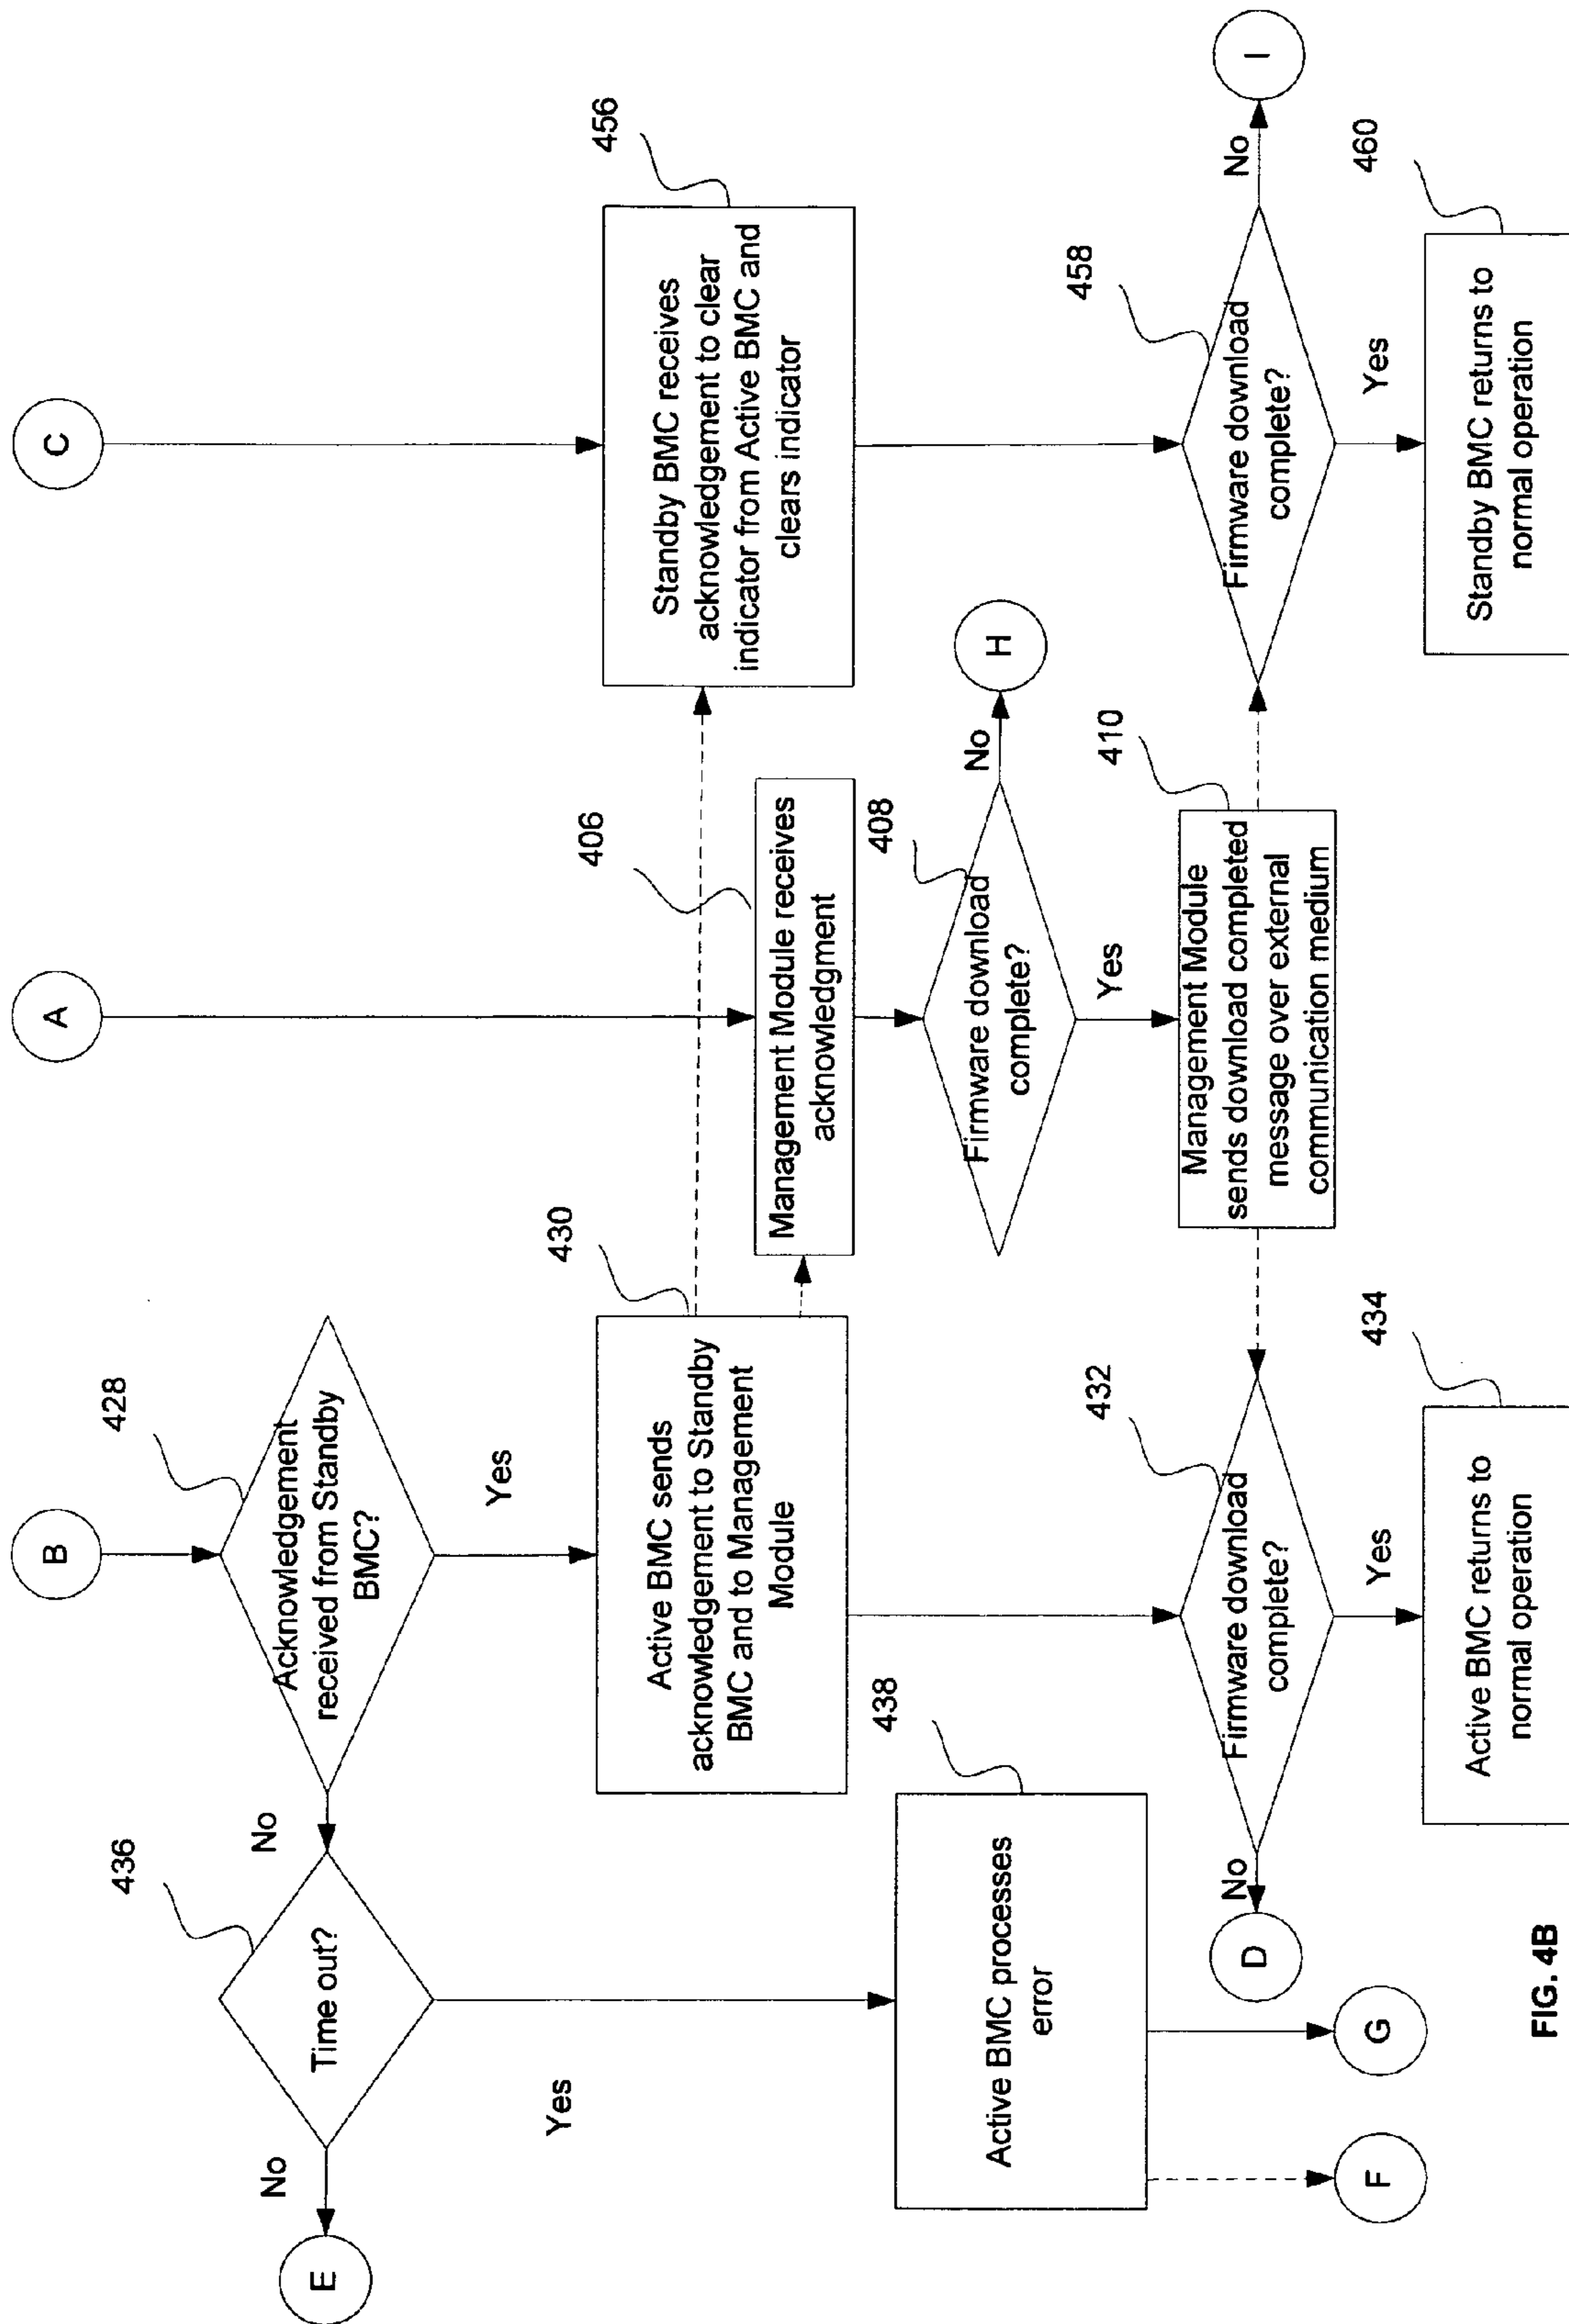 B
A
C
428
Acknowledgement
received from Standby
BMC?
No
Yes
436
Time out?
No
E
Yes
430
Active BMC sends
acknowledgement to Standby
BMC and to Management
Module
406
Management Module receives
acknowledgment
456
Standby BMC receives
acknowledgement to clear
indicator from Active BMC and
clears indicator
408
Firmware download
complete?
No
H
Yes
438
Active BMC processes
error
F
G
432
Firmware download
complete?
No
D
Yes
410
Management Module
sends download completed
message over external
communication medium
458
Firmware download
complete?
No
I
Yes
434
Active BMC returns to
normal operation
460
Standby BMC returns to
normal operation
FIG. 4B